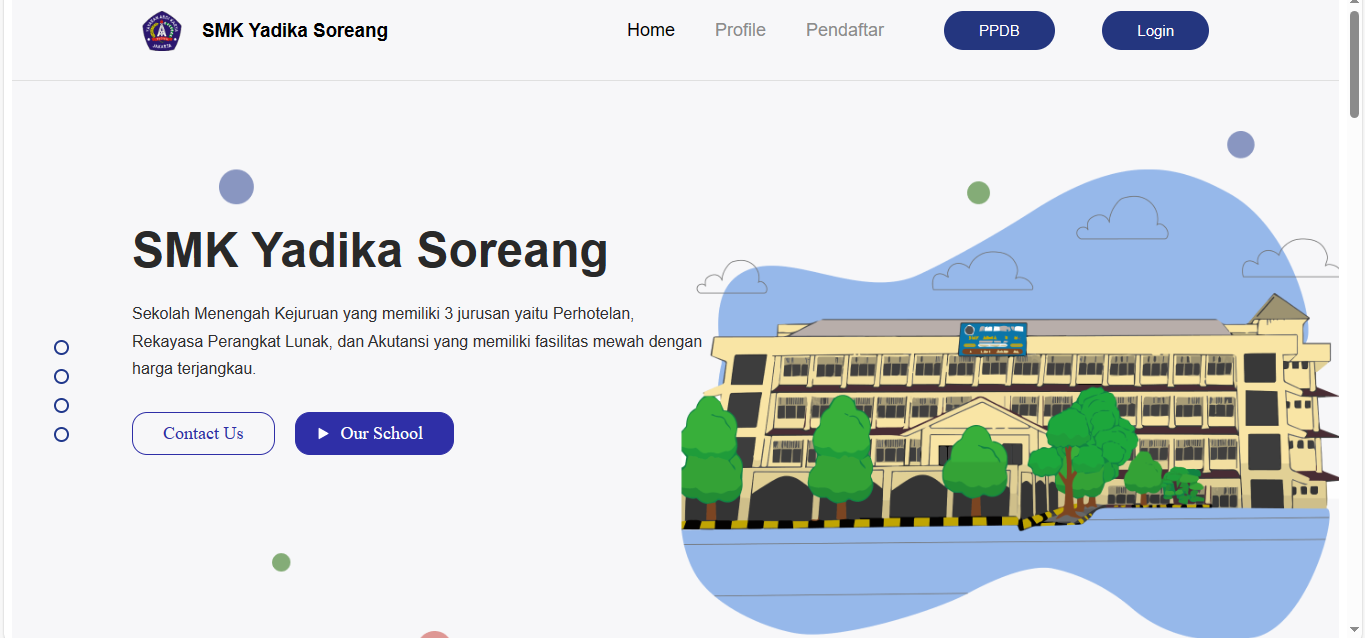 SMK Yadika Soreang
Home
Profile
Pendaftar
PPDB
Login
SMK Yadika Soreang
Sekolah Menengah Kejuruan yang memiliki 3 jurusan yaitu Perhotelan,
Rekayasa Perangkat Lunak, dan Akutansi yang memiliki fasilitas mewah dengan
harga terjangkau.
Contact Us
Our School